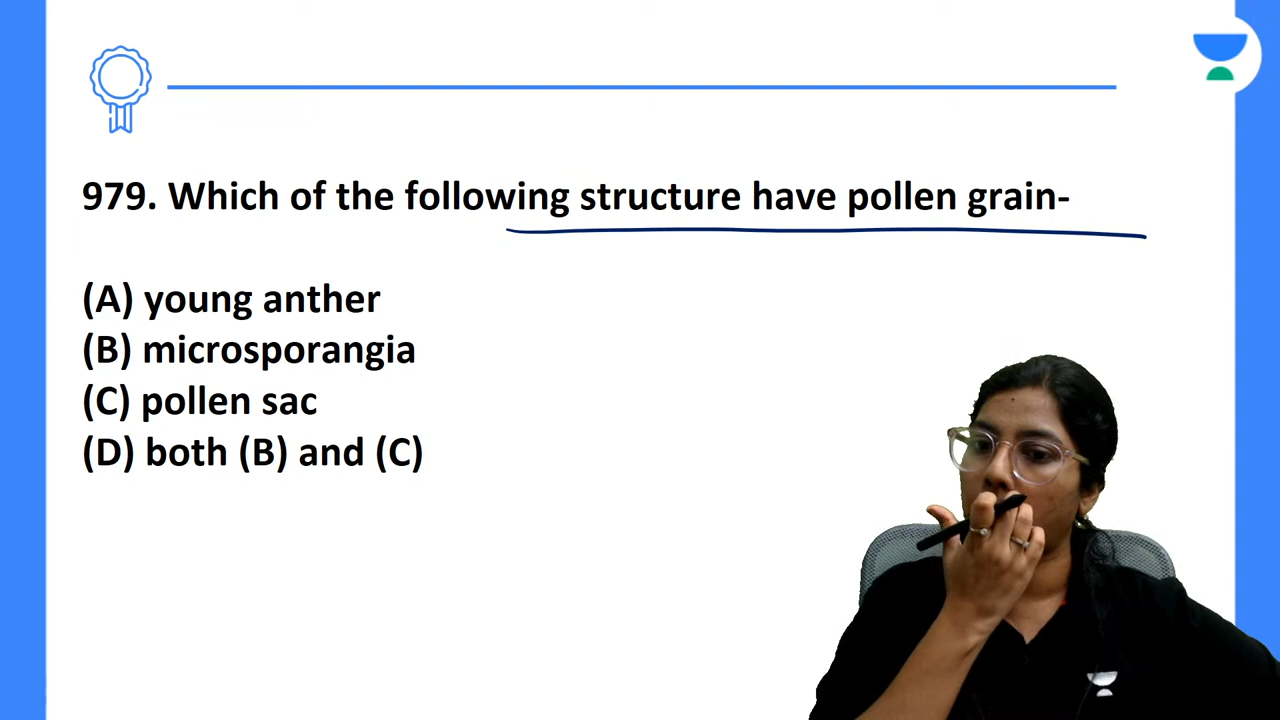 979. Which of the following structure have pollen grain-
(A) young anther
(B) microsporangia
(C) pollen sac
(D) both (B) and (C)